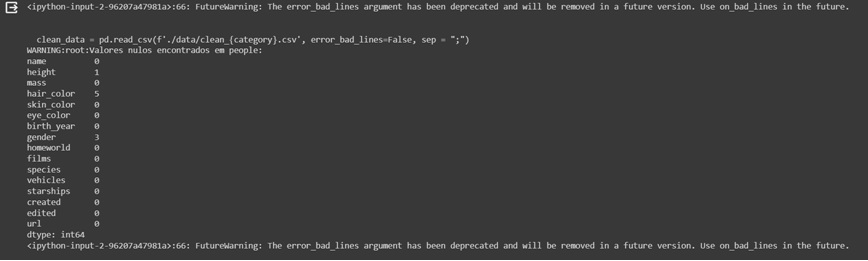 <ipython-input-2-96207a47981a>:66: FutureWarning: The error_bad_lines argument has been deprecated and will be removed in a future version. Use on_bad_lines in the future.
clean_data = pd.read_csv(f'./data/clean_{category}.csv', error_bad_lines=False, sep = ";")
WARNING:root:Valores nulos encontrados em people:
name 0
height 1
mass 0
hair_color 5
skin_color 0
eye_color 0
birth_year 0
gender 3
homeworld 0
films 0
species 0
vehicles 0
starships 0
created 0
edited 0
url 0
dtype: int64
<ipython-input-2-96207a47981a>:66: FutureWarning: The error_bad_lines argument has been deprecated and will be removed in a future version. Use on_bad_lines in the future.